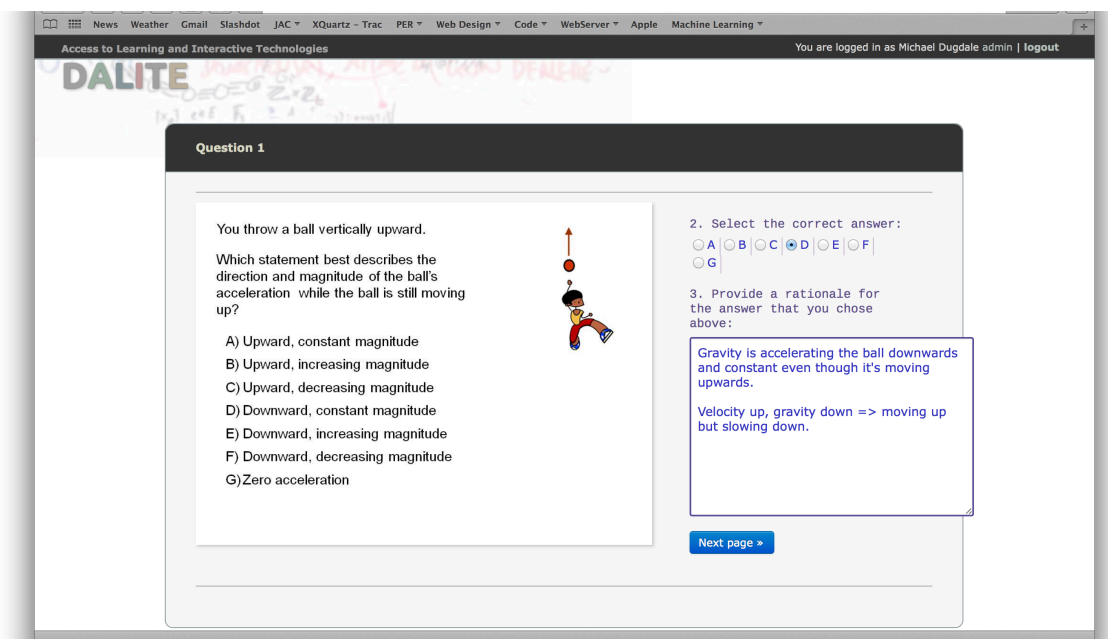 News Weather Gmail Slashdot JAC XQuartz – Trac PER Web Design Code WebServer Apple Machine Learning
Access to Learning and Interactive Technologies
You are logged in as Michael Dugdale admin | logout
DALITE
Question 1
You throw a ball vertically upward.
Which statement best describes the
direction and magnitude of the ball's
acceleration while the ball is still moving
up?
A) Upward, constant magnitude
B) Upward, increasing magnitude
C) Upward, decreasing magnitude
D) Downward, constant magnitude
E) Downward, increasing magnitude
F) Downward, decreasing magnitude
G)Zero acceleration
2. Select the correct answer:
A B C D E F
G
3. Provide a rationale for
the answer that you chose
above:
Gravity is accelerating the ball downwards
and constant even though it's moving
upwards.
Velocity up, gravity down => moving up
but slowing down.
Next page »